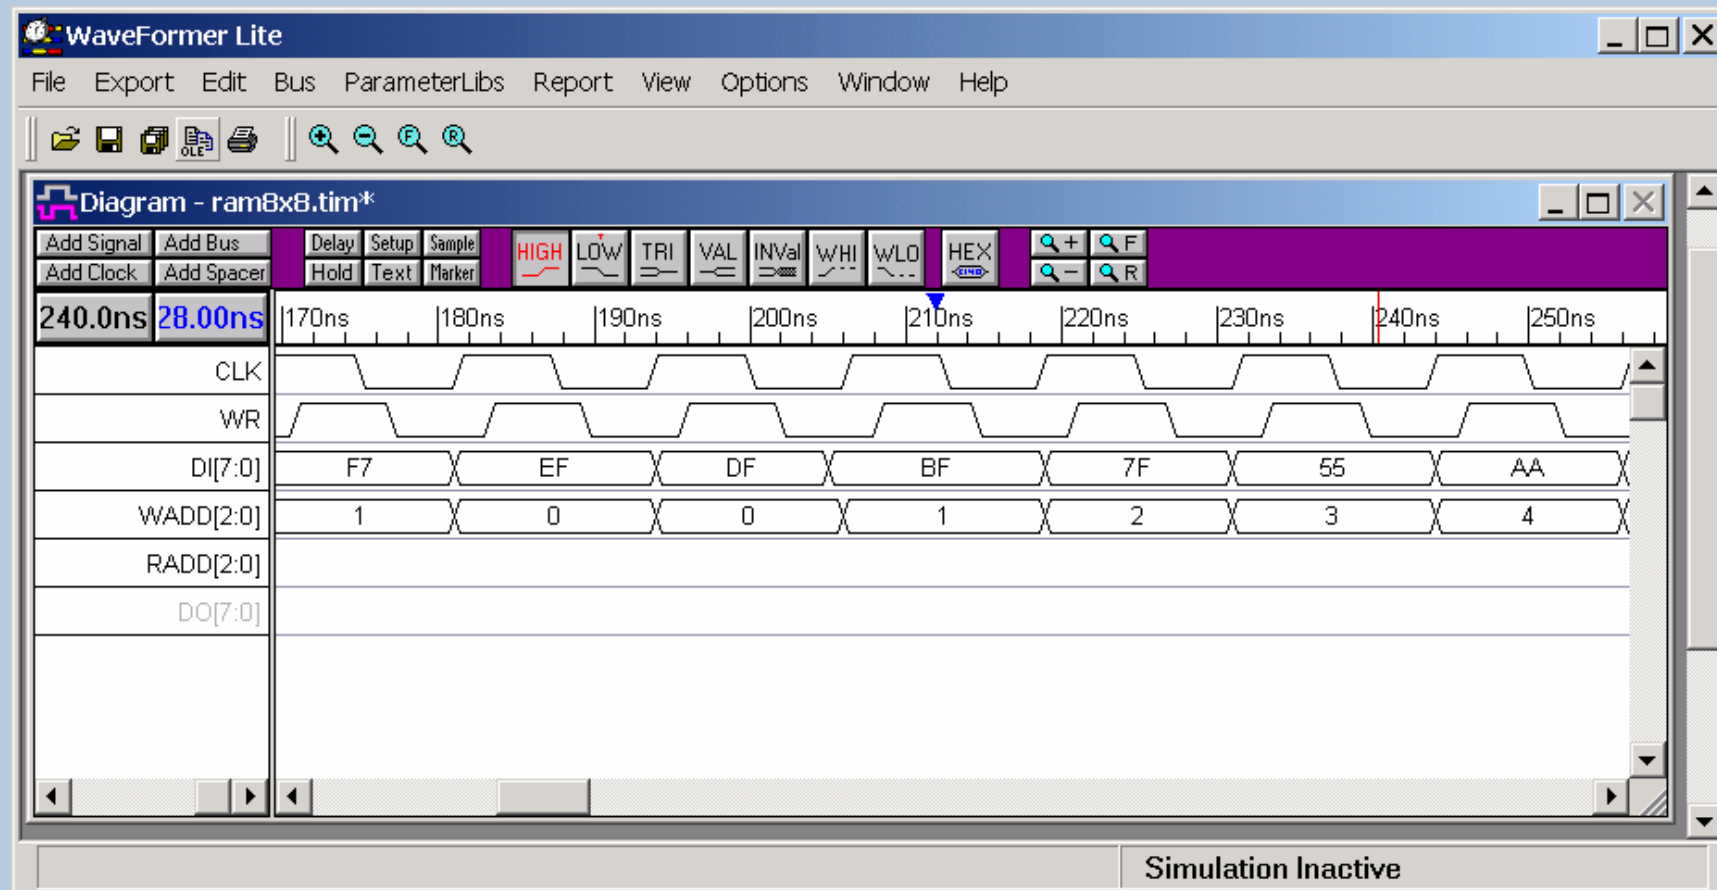 WaveFormer Lite
File Export Edit Bus ParameterLibs Report View Options Window Help
OLE F R
Diagram - ram8x8.tim*
Add Signal Add Bus Delay Setup Sample HIGH LOW TRI VAL INVal WHI WLO HEX + F
Add Clock Add Spacer Hold Text Marker - R
240.0ns 28.00ns 170ns 180ns 190ns 200ns 210ns 220ns 230ns 240ns 250ns
CLK
WR
DI[7:0] F7 EF DF BF 7F 55 AA
WADD[2:0] 1 0 0 1 2 3 4
RADD[2:0]
DO[7:0]
Simulation Inactive